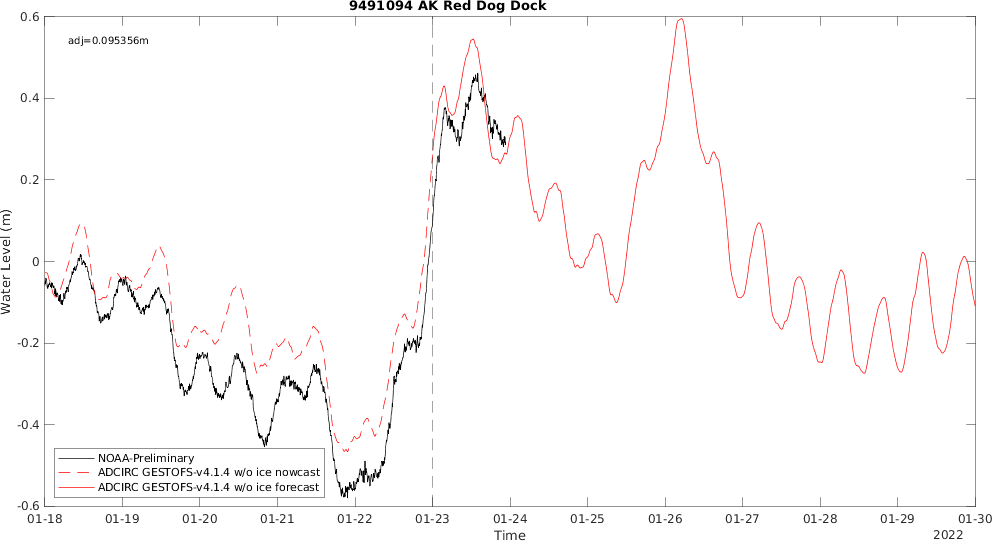 9491094 AK Red Dog Dock
adj=0.095356m
0.6
0.4
0.2
0
-0.2
-0.4
-0.6
Water Level (m)
NOAA-Preliminary
ADCIRC GESTOFS-v4.1.4 w/o ice nowcast
ADCIRC GESTOFS-v4.1.4 w/o ice forecast
01-18 01-19 01-20 01-21 01-22 01-23 01-24 01-25 01-26 01-27 01-28 01-29 01-30
Time
2022